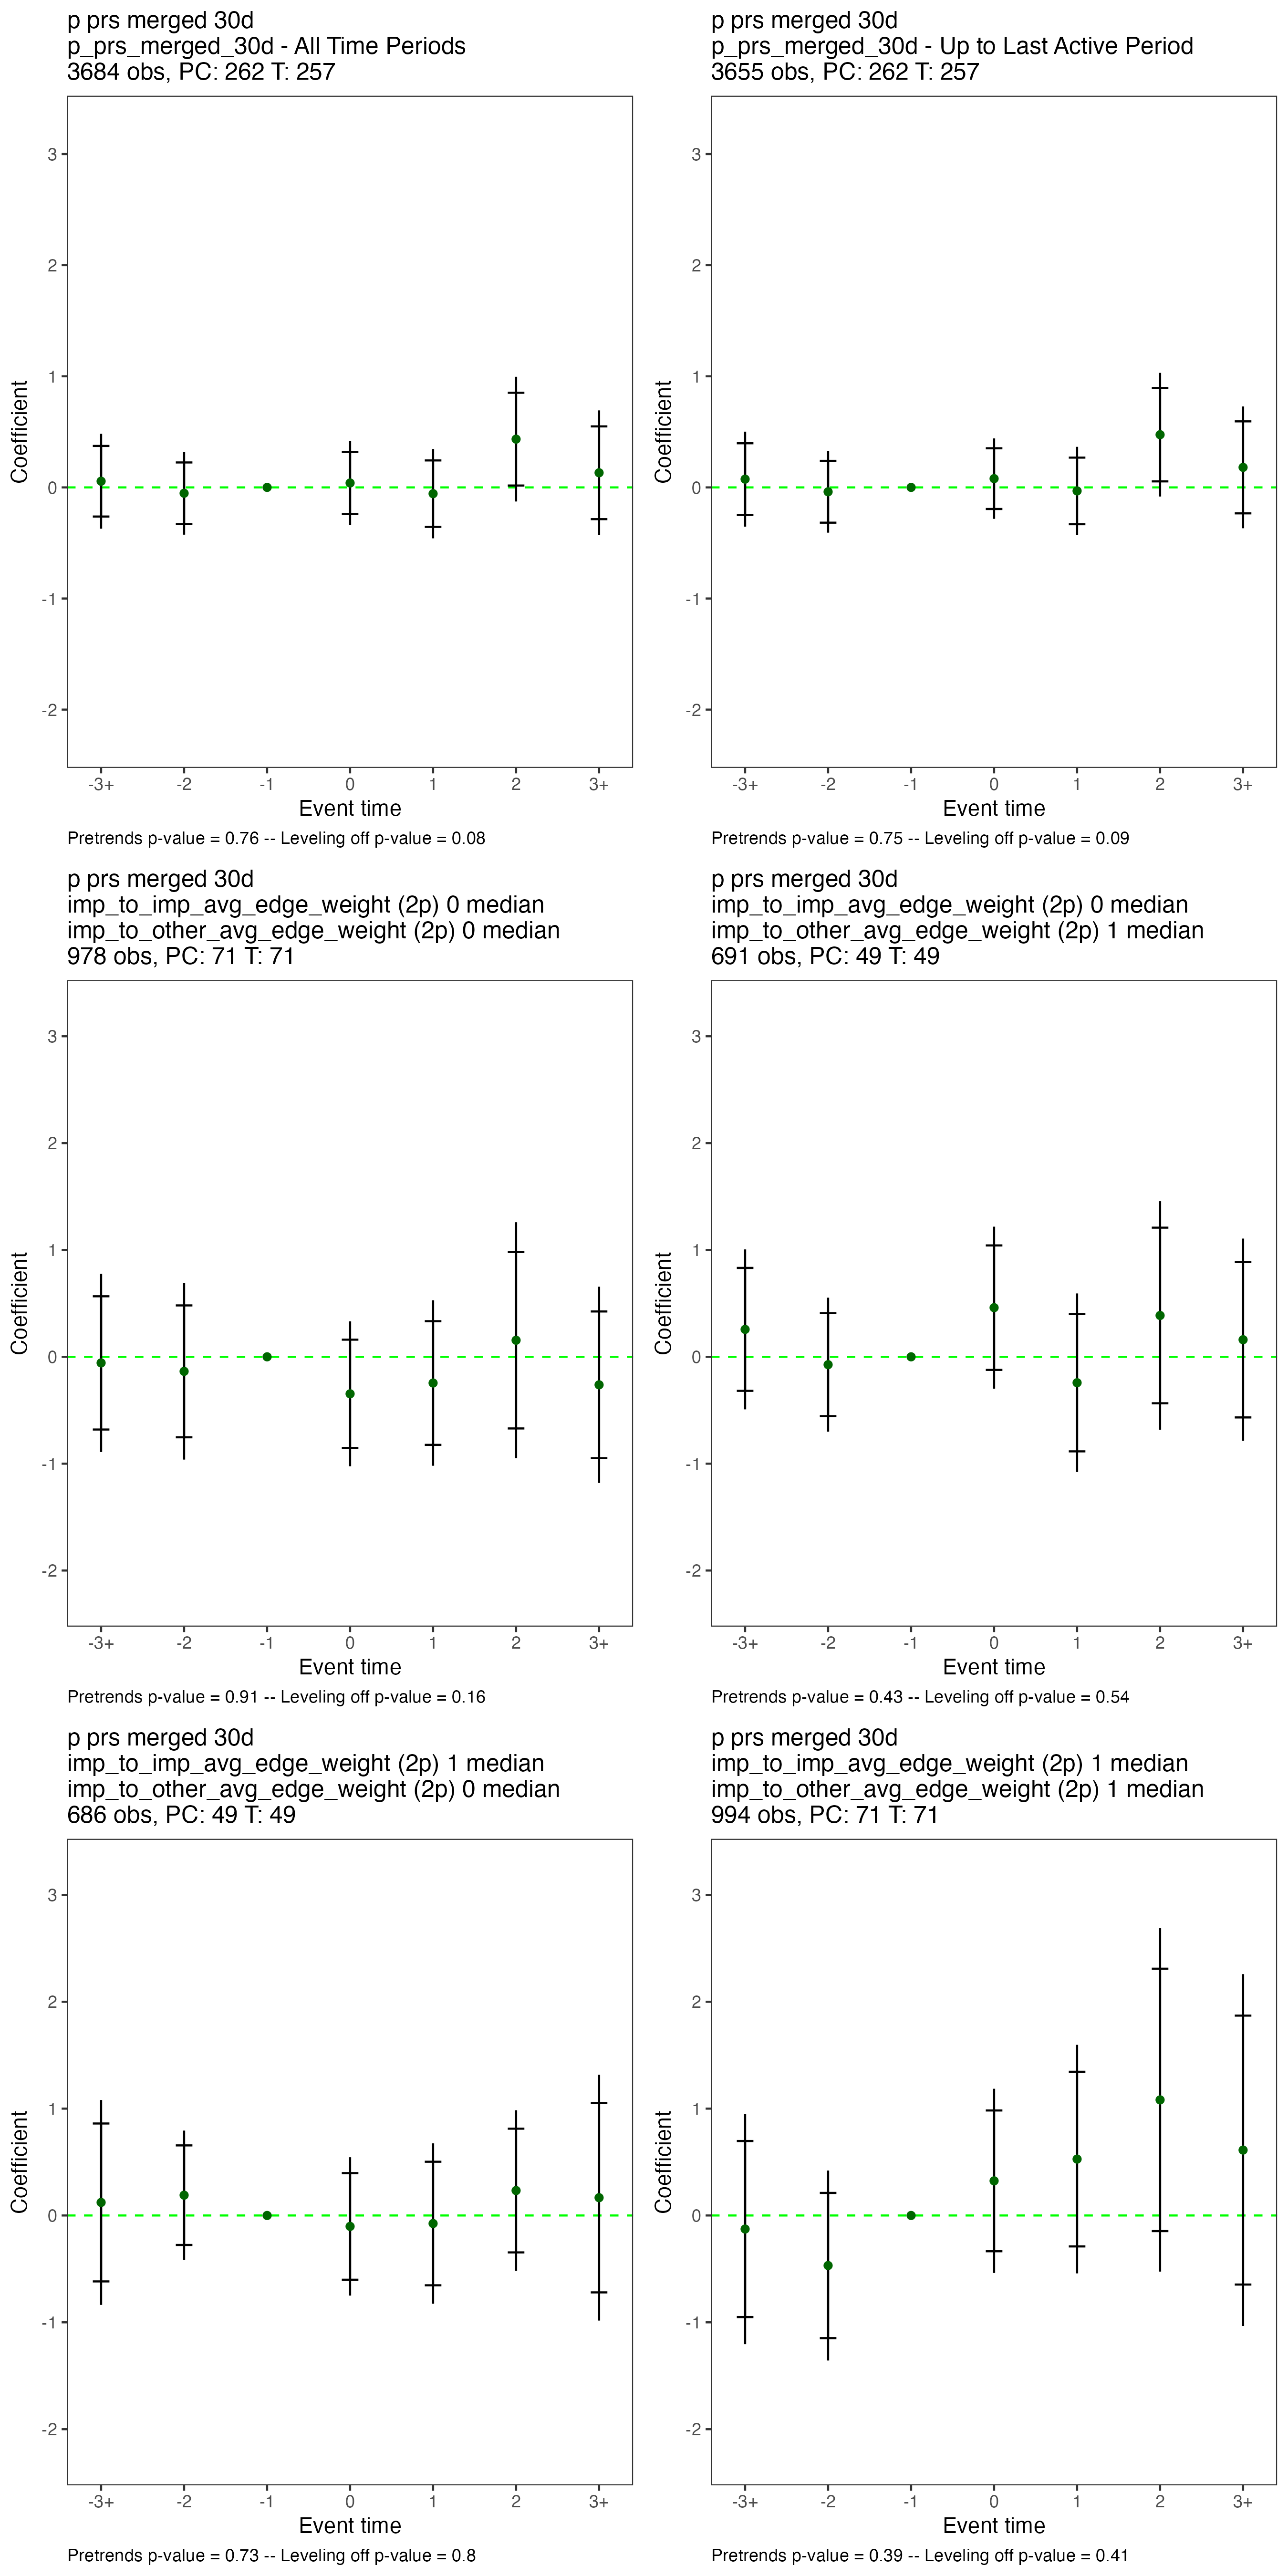 p prs merged 30d
p_prs_merged_30d - All Time Periods
3684 obs, PC: 262 T: 257
Coefficient
3
2
1
0
-1
-2
-3+ -2 -1 0 1 2 3+
Event time
Pretrends p-value = 0.76 -- Leveling off p-value = 0.08
p prs merged 30d
p_prs_merged_30d - Up to Last Active Period
3655 obs, PC: 262 T: 257
Coefficient
3
2
1
0
-1
-2
-3+ -2 -1 0 1 2 3+
Event time
Pretrends p-value = 0.75 -- Leveling off p-value = 0.09
p prs merged 30d
imp_to_imp_avg_edge_weight (2p) 0 median
imp_to_other_avg_edge_weight (2p) 0 median
978 obs, PC: 71 T: 71
Coefficient
3
2
1
0
-1
-2
-3+ -2 -1 0 1 2 3+
Event time
Pretrends p-value = 0.91 -- Leveling off p-value = 0.16
p prs merged 30d
imp_to_imp_avg_edge_weight (2p) 0 median
imp_to_other_avg_edge_weight (2p) 1 median
691 obs, PC: 49 T: 49
Coefficient
3
2
1
0
-1
-2
-3+ -2 -1 0 1 2 3+
Event time
Pretrends p-value = 0.43 -- Leveling off p-value = 0.54
p prs merged 30d
imp_to_imp_avg_edge_weight (2p) 1 median
imp_to_other_avg_edge_weight (2p) 0 median
686 obs, PC: 49 T: 49
Coefficient
3
2
1
0
-1
-2
-3+ -2 -1 0 1 2 3+
Event time
Pretrends p-value = 0.73 -- Leveling off p-value = 0.8
p prs merged 30d
imp_to_imp_avg_edge_weight (2p) 1 median
imp_to_other_avg_edge_weight (2p) 1 median
994 obs, PC: 71 T: 71
Coefficient
3
2
1
0
-1
-2
-3+ -2 -1 0 1 2 3+
Event time
Pretrends p-value = 0.39 -- Leveling off p-value = 0.41